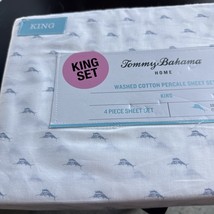 KING
KING
SET
Tommy Bahama
HOME
WASHED COTTON PERCALE SHEET SET
KING
4 PIECE SHEET SET